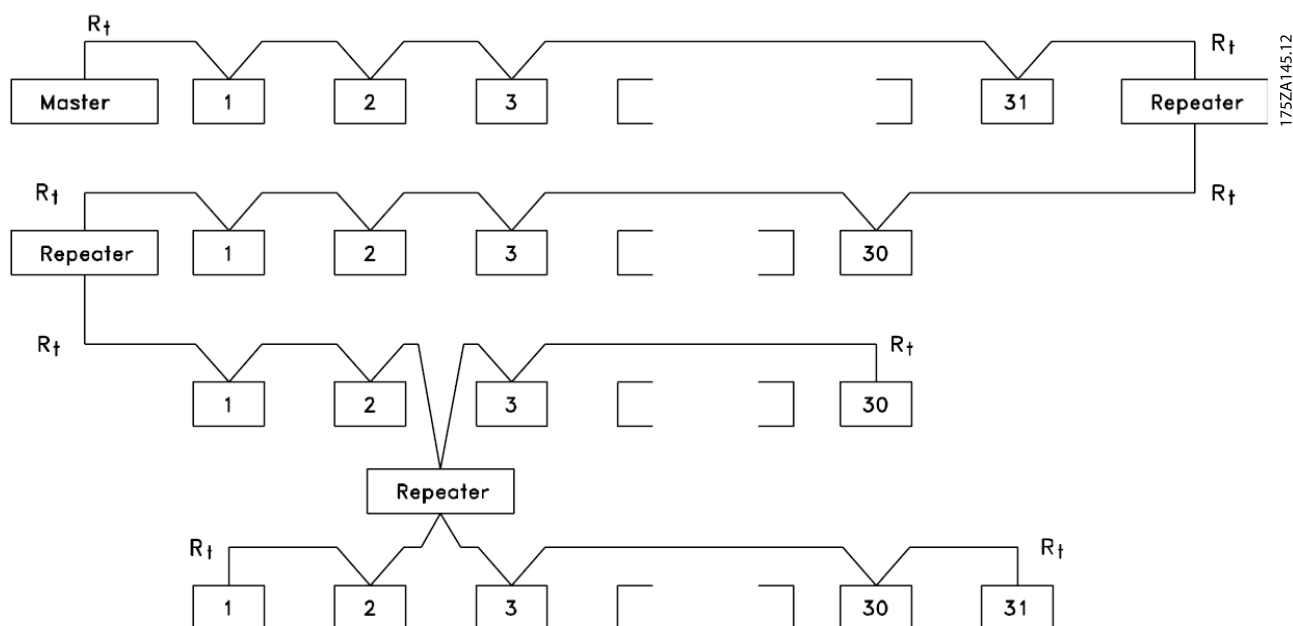 Rt Rt
Master 1 2 3 31 Repeater
175ZA145.12
Rt Rt
Repeater 1 2 3 30
Rt Rt
1 2 3 30
Repeater
Rt Rt
1 2 3 30 31